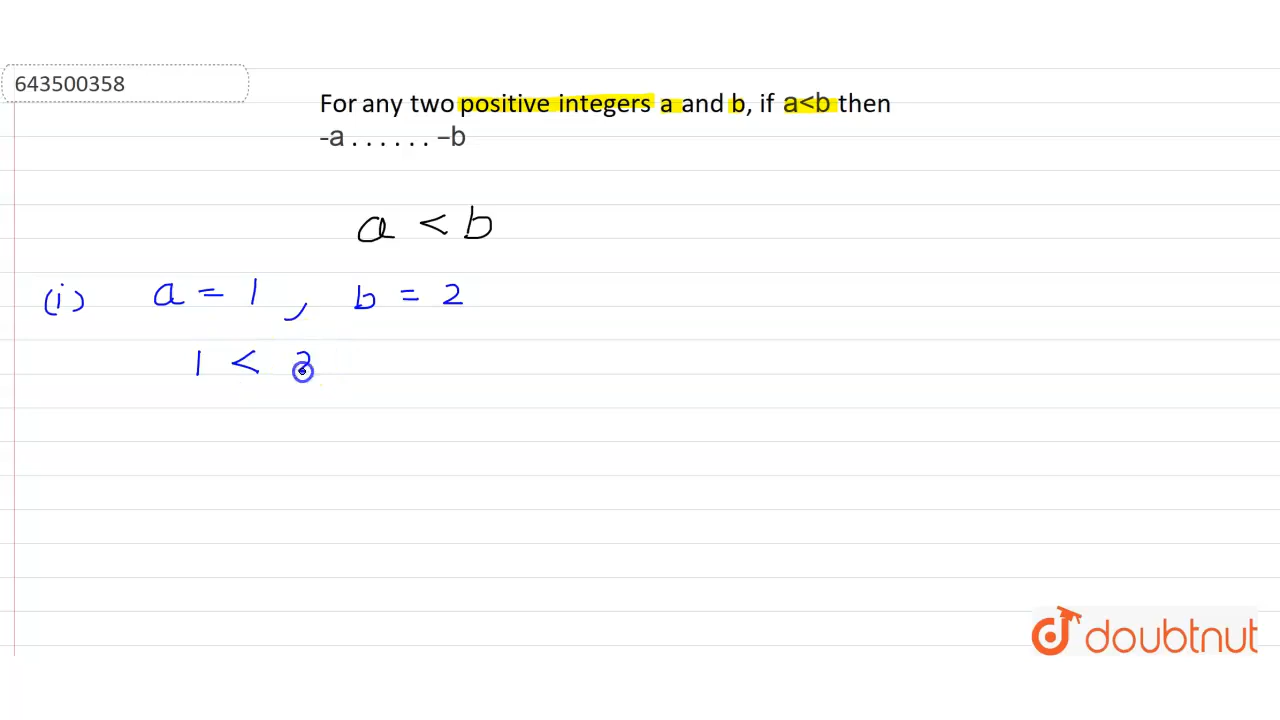 643500358
For any two positive integers a and b, if a<b then
-a . . . . . . –b
a < b
(i) a = 1 , b = 2
1 < 2
doubtnut